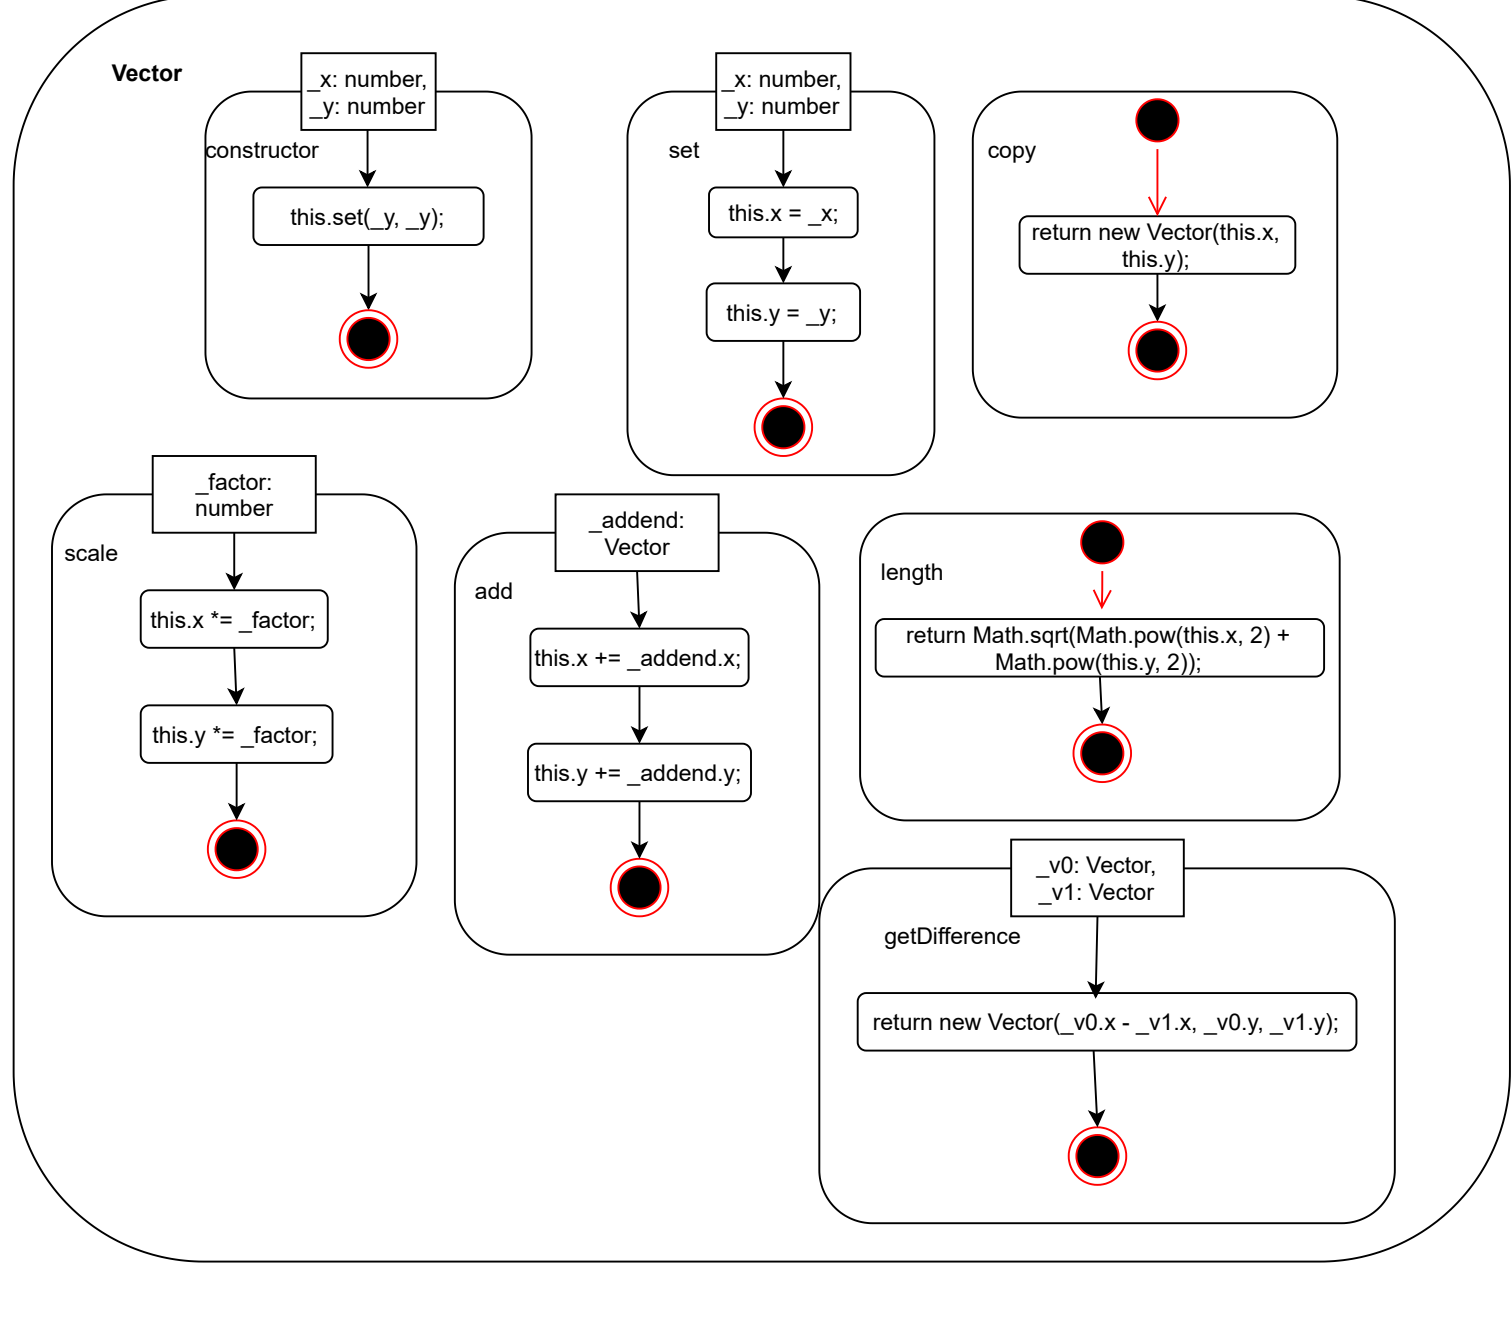 Vector
_x: number,
_y: number
constructor
this.set(_y, _y);
_x: number,
_y: number
set
this.x = _x;
this.y = _y;
copy
return new Vector(this.x,
this.y);
_factor:
number
scale
this.x *= _factor;
this.y *= _factor;
_addend:
Vector
add
this.x += _addend.x;
this.y += _addend.y;
length
return Math.sqrt(Math.pow(this.x, 2) +
Math.pow(this.y, 2));
_v0: Vector,
_v1: Vector
getDifference
return new Vector(_v0.x - _v1.x, _v0.y, _v1.y);